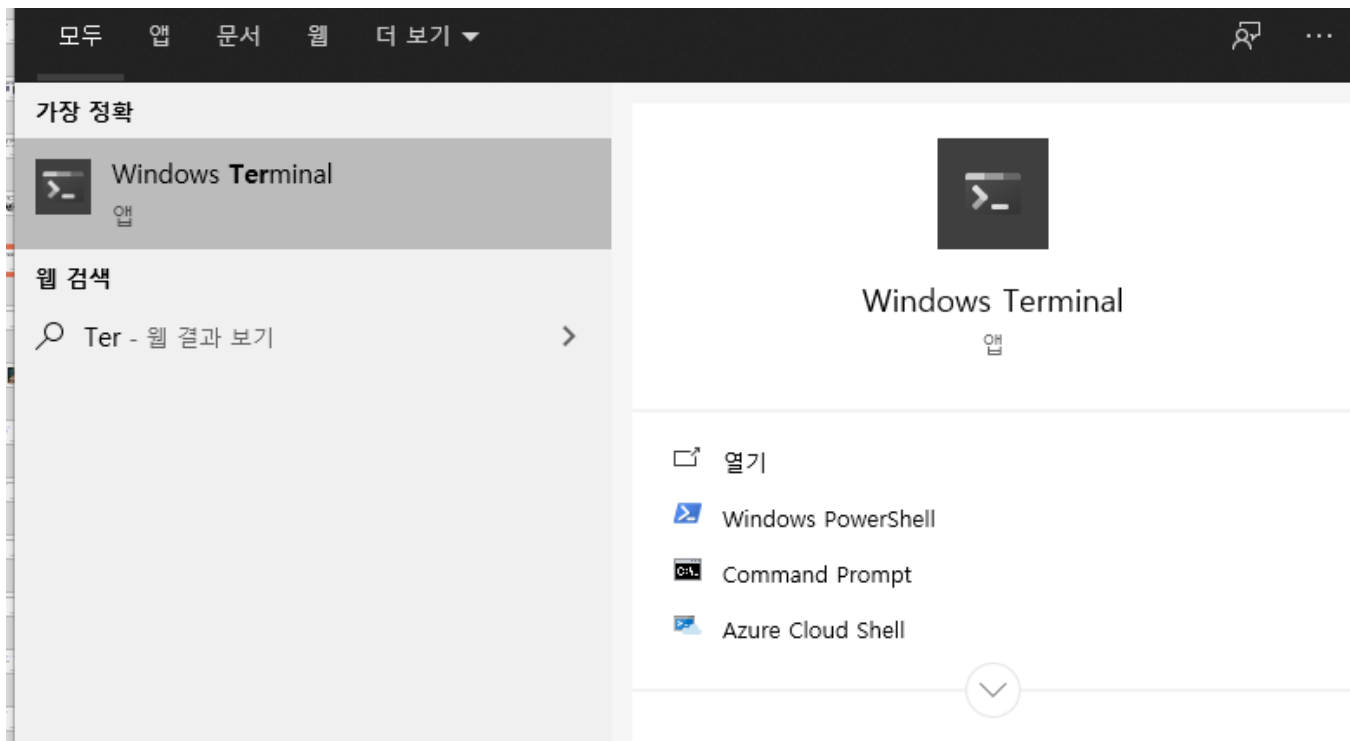 모두 앱 문서 웹 더 보기
가장 정확
Windows Terminal
앱
웹 검색
Ter - 웹 결과 보기
Windows Terminal
앱
열기
Windows PowerShell
Command Prompt
Azure Cloud Shell